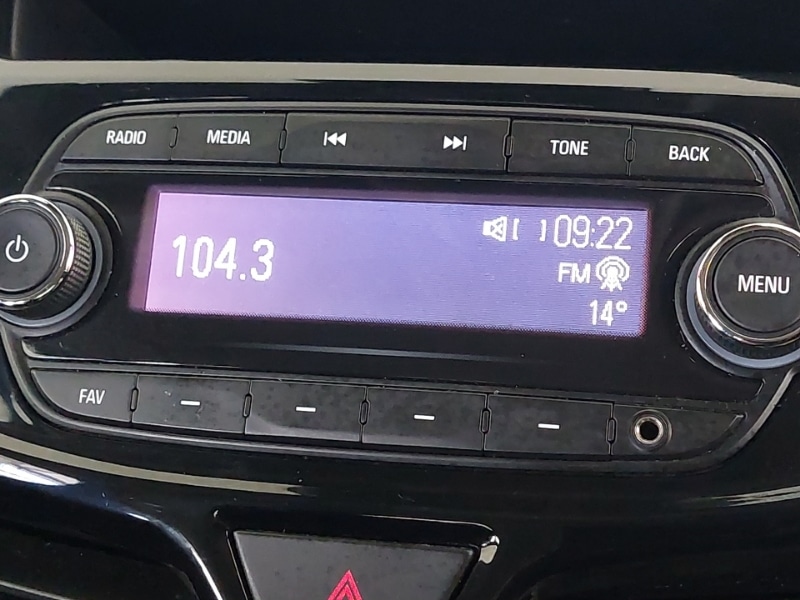 RADIO MEDIA TONE BACK
104.3 [ ] 09:22
FM
14°
MENU
FAV